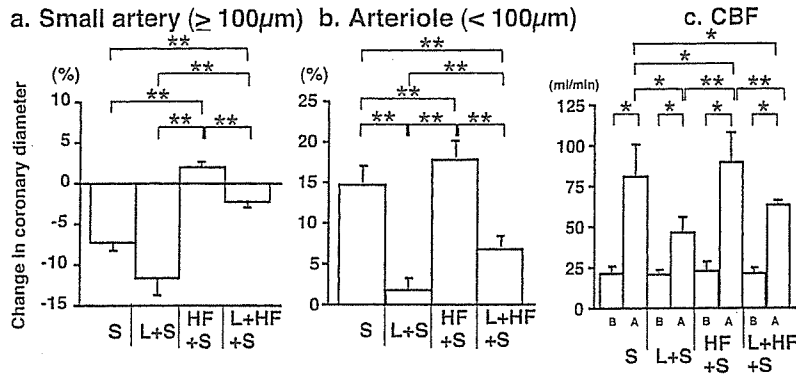 a. Small artery (≥ 100μm) b. Arteriole (< 100μm) c. CBF
Change in coronary diameter
(%)
**
**
**
** **
10
5
0
-5
-10
-15
S L+S HF +S L+HF +S
(%)
**
**
**
** ** **
25
20
15
10
5
0
S L+S HF +S L+HF +S
(ml/min)
*
*
* ** **
* * * *
125
100
75
50
25
0
B A B A B A B A
S L+S HF +S L+HF +S